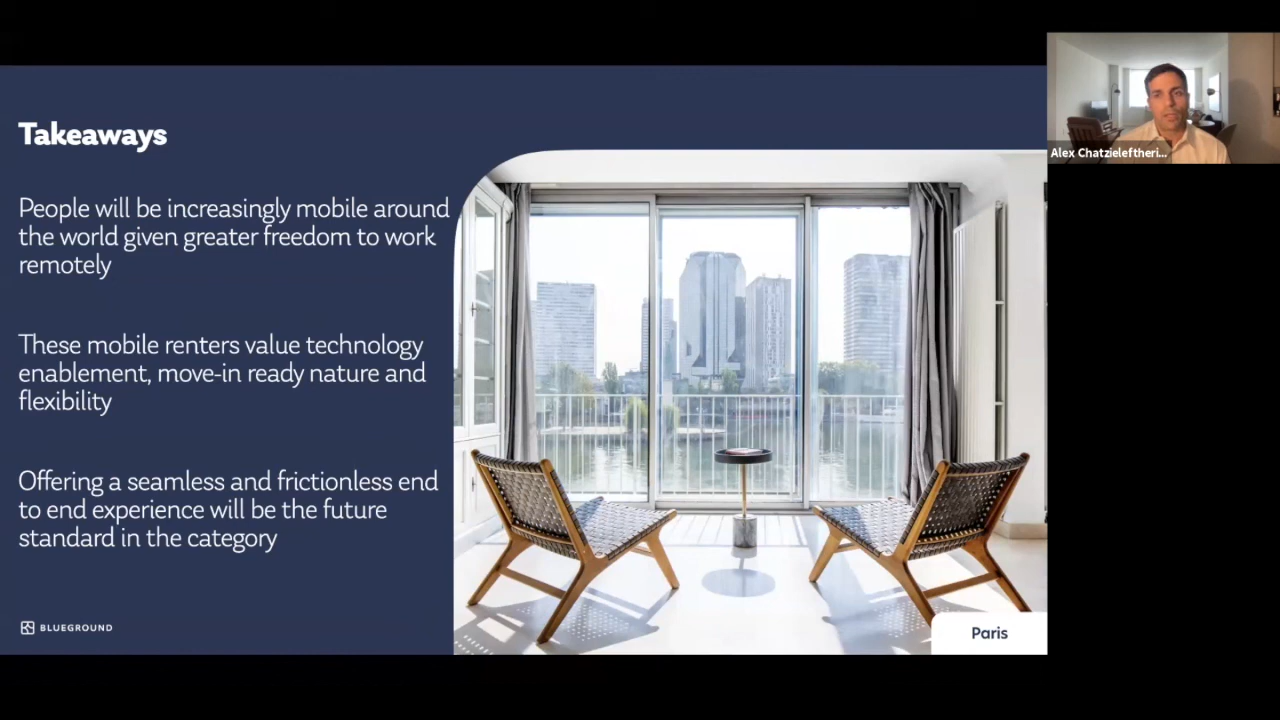 Takeaways
People will be increasingly mobile around
the world given greater freedom to work
remotely
These mobile renters value technology
enablement, move-in ready nature and
flexibility
Offering a seamless and frictionless end
to end experience will be the future
standard in the category
BLUEGROUND
Paris
Alex Chatzieleftheri...